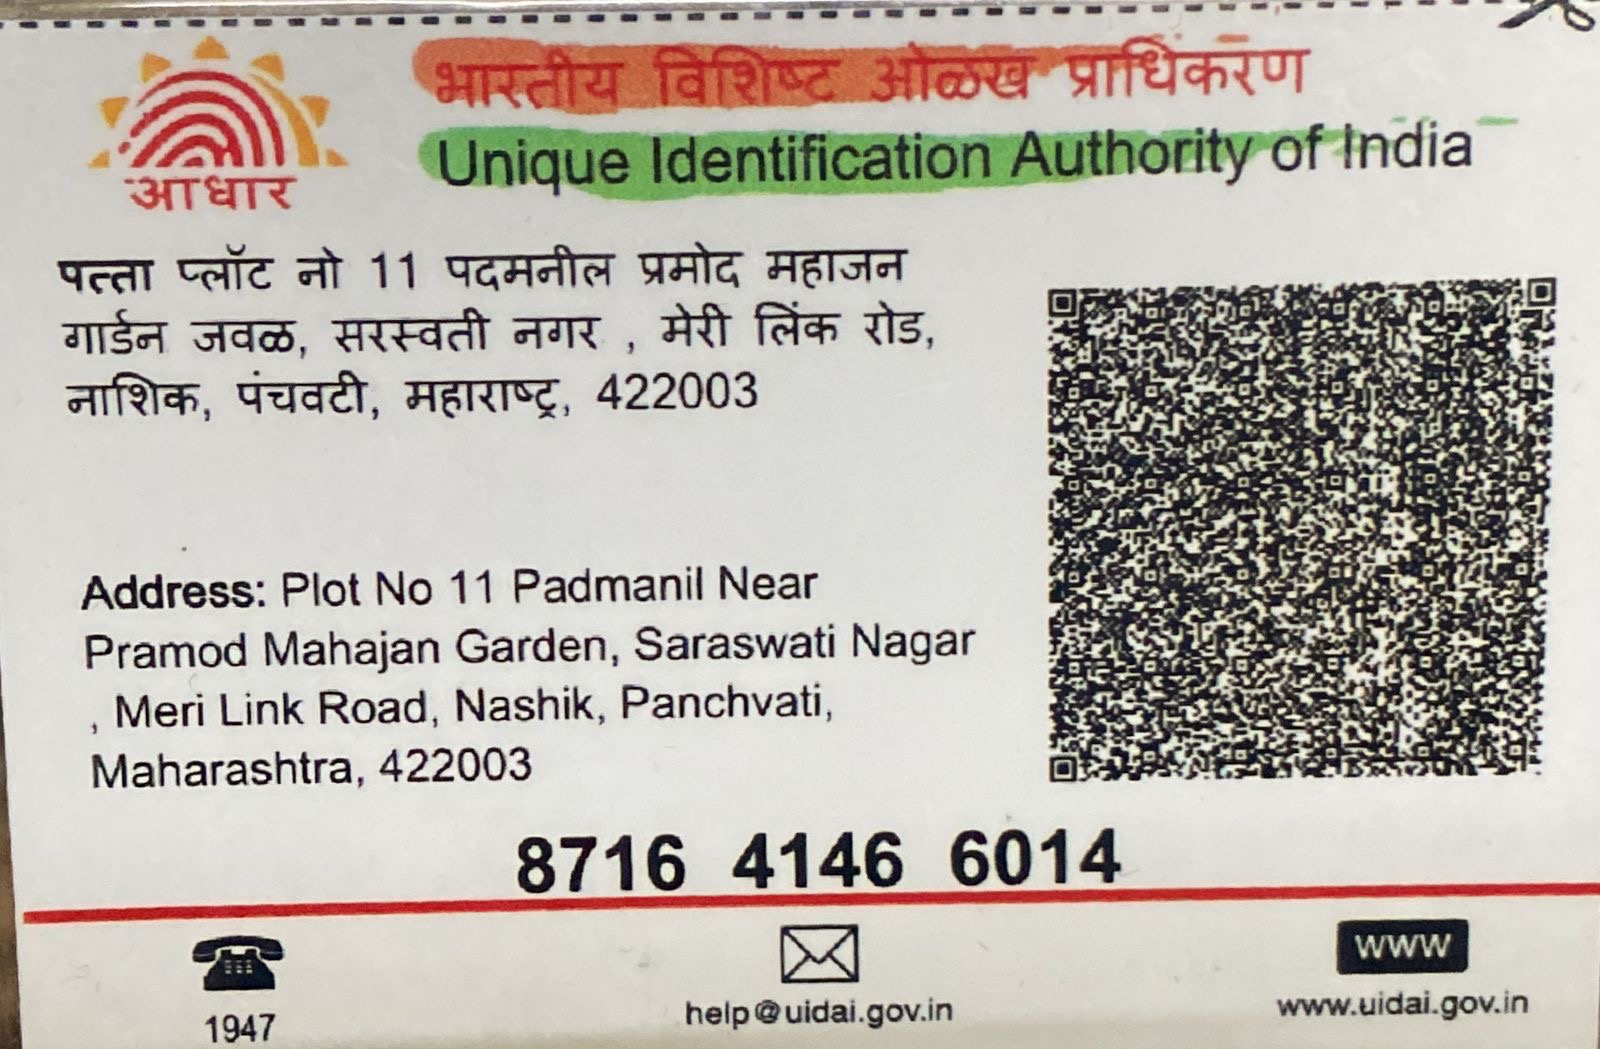 भारतीय विशिष्ट ओळख प्राधिकरण
Unique Identification Authority of India
आधार
पत्ता प्लॉट नो 11 पदमनील प्रमोद महाजन
गार्डन जवळ, सरस्वती नगर , मेरी लिंक रोड,
नाशिक, पंचवटी, महाराष्ट्र, 422003
Address: Plot No 11 Padmanil Near
Pramod Mahajan Garden, Saraswati Nagar
, Meri Link Road, Nashik, Panchvati,
Maharashtra, 422003
8716 4146 6014
www
1947
help@uidai.gov.in
www.uidai.gov.in